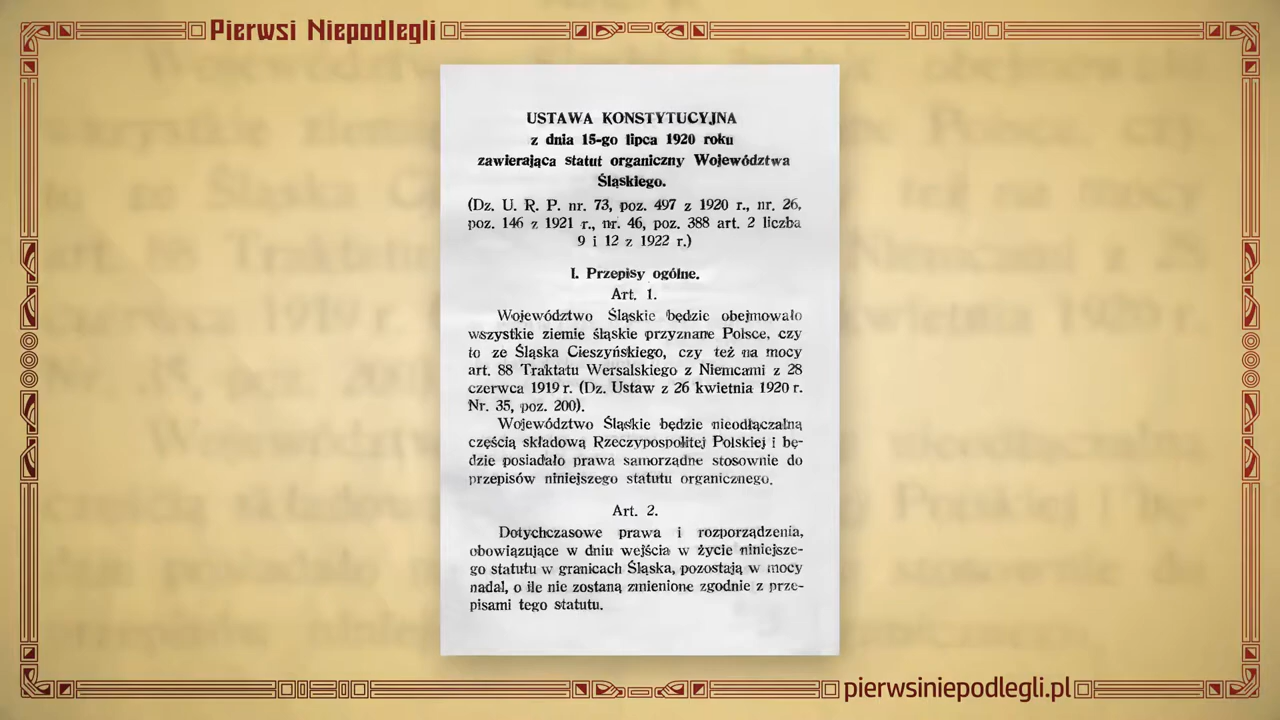 Pierwsi Niepodlegli
USTAWA KONSTYTUCYJNA
z dnia 15-go lipca 1920 roku
zawierająca statut organiczny Województwa
Śląskiego.
(Dz. U. R. P. nr. 73, poz. 497 z 1920 r., nr. 26,
poz. 146 z 1921 r., nr. 46, poz. 388 art. 2 liczba
9 i 12 z 1922 r.)
I. Przepisy ogólne.
Art. 1.
Województwo Śląskie będzie obejmowało
wszystkie ziemie śląskie przyznane Polsce, czy
to ze Śląska Cieszyńskiego, czy też na mocy
art. 88 Traktatu Wersalskiego z Niemcami z 28
czerwca 1919 r. (Dz. Ustaw z 26 kwietnia 1920 r.
Nr. 35, poz. 200).
Województwo Śląskie będzie nieodłączalną
częścią składową Rzeczypospolitej Polskiej i bę-
dzie posiadało prawa samorządne stosownie do
przepisów niniejszego statutu organicznego.
Art. 2.
Dotychczasowe prawa i rozporządzenia,
obowiązujące w dniu wejścia w życie niniejsze-
go statutu w granicach Śląska, pozostają w mocy
nadal, o ile nie zostaną zmienione zgodnie z prze-
pisami tego statutu.
pierwsiniepodlegli.pl